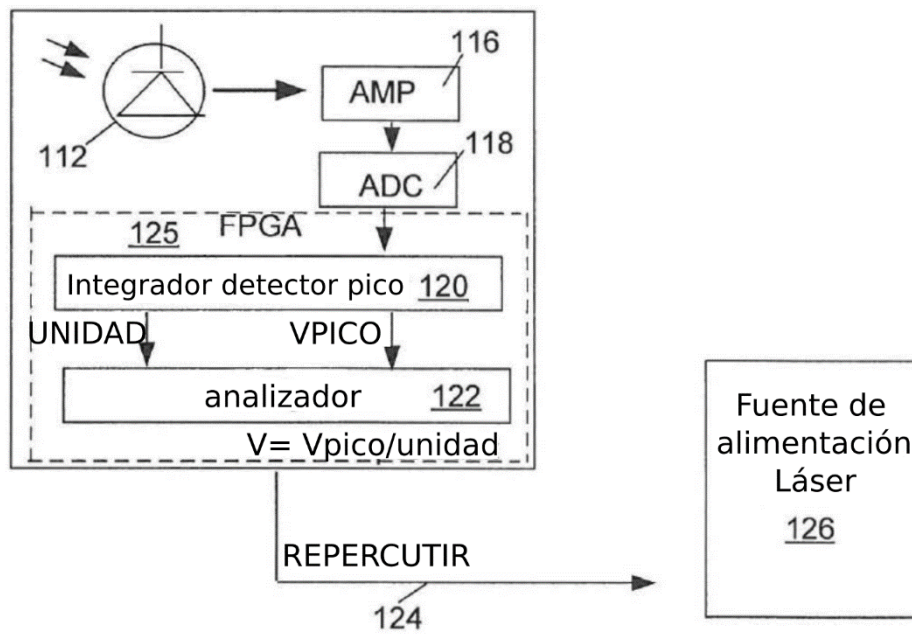 116
AMP
112
118
ADC
125 FPGA
Integrador detector pico 120
UNIDAD VPICO
analizador 122
V= Vpico/unidad
Fuente de
alimentación
Láser
126
REPERCUTIR
124